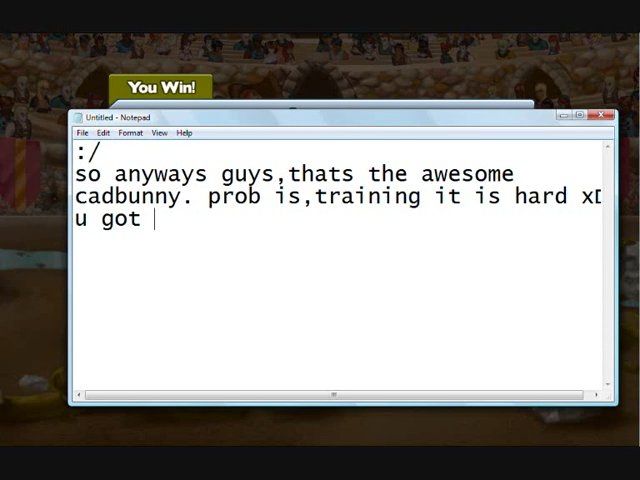 You Win!
Untitled - Notepad
File Edit Format View Help
:/
so anyways guys,thats the awesome
cadbunny. prob is,training it is hard xD
u got